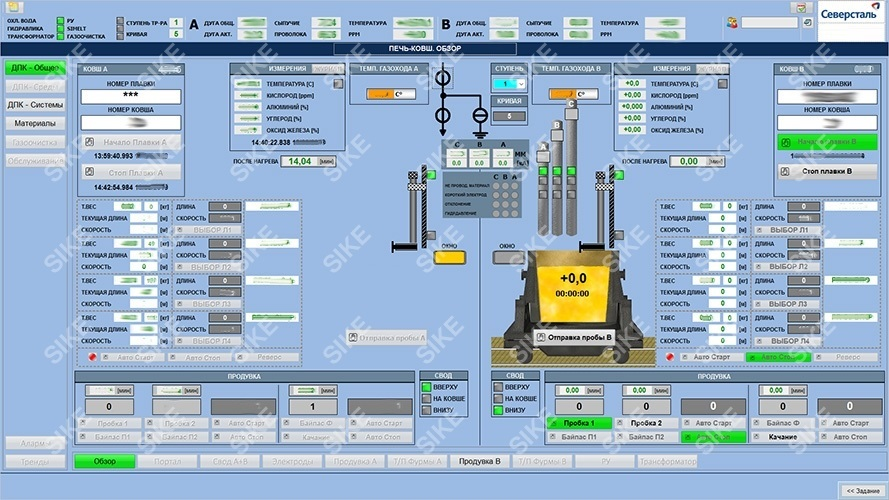 ОХЛ. ВОДА
ГИДРАВЛИКА
ТРАНСФОРМАТОР
РУ
SIMELT
ГАЗООЧИСТКА
СТУПЕНЬ ТР-РА 1
КРИВАЯ 5
А
ДУГА ОБЩ.
ДУГА АКТ.
СЫПУЧИЕ
ПРОВОЛОКА
ТЕМПЕРАТУРА
PPM
В
ДУГА ОБЩ.
ДУГА АКТ.
СЫПУЧИЕ
ПРОВОЛОКА
ТЕМПЕРАТУРА
PPM
Северсталь
ПЕЧЬ-КОВШ. ОБЗОР
ДПК - Общее
ДПК - Средн
ДПК - Системы
Материалы
Газоочистка
Обслуживание
Аларм
Тренды
КОВШ А
НОМЕР ПЛАВКИ
***
НОМЕР КОВША
Начало Плавки А
13:59:40.993
Стоп Плавки А
14:42:54.984
ИЗМЕРЕНИЯ
ТЕМПЕРАТУРА [C]
КИСЛОРОД [ppm]
АЛЮМИНИЙ [%]
УГЛЕРОД [%]
ОКСИД ЖЕЛЕЗА [%]
14:40:22.838
ПОСЛЕ НАГРЕВА 14,04 [МИН]
ТЕМП. ГАЗОХОДА А
C°
СТУПЕНЬ
1
КРИВАЯ
5
C B A
0.0 0.0 0.0
ММ
C B A
НЕ ПРОВОД. МАТЕРИАЛ
КОРОТКИЙ ЭЛЕКТРОД
ОТКЛОНЕНИЕ
ГИДР.ДАВЛЕНИЕ
ТЕМП. ГАЗОХОДА В
C°
ИЗМЕРЕНИЯ
+0,0 ТЕМПЕРАТУРА [C]
+0,0 КИСЛОРОД [ppm]
+0,000 АЛЮМИНИЙ [%]
+0,00 УГЛЕРОД [%]
+0,00 ОКСИД ЖЕЛЕЗА [%]
ПОСЛЕ НАГРЕВА 0,00 [МИН]
КОВШ В
НОМЕР ПЛАВКИ
НОМЕР КОВША
Начало Плавки В
Стоп плавки В
A
B
C
ОКНО
ОКНО
+0,0
00:00:00
Отправка пробы А
Отправка пробы В
Т.ВЕС [кг] ДЛИНА 0
ТЕКУЩАЯ ДЛИНА [м] СКОРОСТЬ
СКОРОСТЬ 0 [м] ВЫБОР Л1
Т.ВЕС [кг] ДЛИНА 0
ТЕКУЩАЯ ДЛИНА [м] СКОРОСТЬ
СКОРОСТЬ 0 [м] ВЫБОР Л2
Т.ВЕС [кг] ДЛИНА 0
ТЕКУЩАЯ ДЛИНА [м] СКОРОСТЬ
СКОРОСТЬ [м] ВЫБОР Л3
Т.ВЕС [кг] ДЛИНА 0
ТЕКУЩАЯ ДЛИНА [м] СКОРОСТЬ
СКОРОСТЬ [м] ВЫБОР Л4
Авто Старт Авто Стоп Реверс
Т.ВЕС 0 [кг] ДЛИНА 0
ТЕКУЩАЯ ДЛИНА 0 [м] СКОРОСТЬ
СКОРОСТЬ 0 [м] ВЫБОР Л1
Т.ВЕС 0 [кг] ДЛИНА 0
ТЕКУЩАЯ ДЛИНА 0 [м] СКОРОСТЬ
СКОРОСТЬ 0 [м] ВЫБОР Л2
Т.ВЕС 0 [кг] ДЛИНА 0
ТЕКУЩАЯ ДЛИНА 0 [м] СКОРОСТЬ
СКОРОСТЬ 0 [м] ВЫБОР Л3
Т.ВЕС 0 [кг] ДЛИНА 0
ТЕКУЩАЯ ДЛИНА 0 [м] СКОРОСТЬ
СКОРОСТЬ 0 [м] ВЫБОР Л4
Авто Старт Авто Стоп Реверс
ПРОДУВКА
[МИН] [МИН] [МИН]
0 0 1
Пробка 1 Пробка 2 Авто Старт Байпас Ф Авто Старт
Байпас П1 Байпас П2 Авто Стоп Качание Авто Стоп
СВОД
ВВЕРХУ
НА КОВШЕ
ВНИЗУ
СВОД
ВВЕРХУ
НА КОВШЕ
ВНИЗУ
ПРОДУВКА
0,00 [МИН] 0,00 [МИН] 0,00 [МИН]
0 0 0 0 0
Пробка 1 Пробка 2 Авто Старт Байпас Ф Авто Старт
Байпас П1 Байпас П2 Авто Стоп Качание Авто Стоп
Обзор Портал Свод А+В Электроды Продувка А Т/П Фурмы А Продувка В Т/П Фурмы В РУ Трансформатор
<< Задание
SIKE